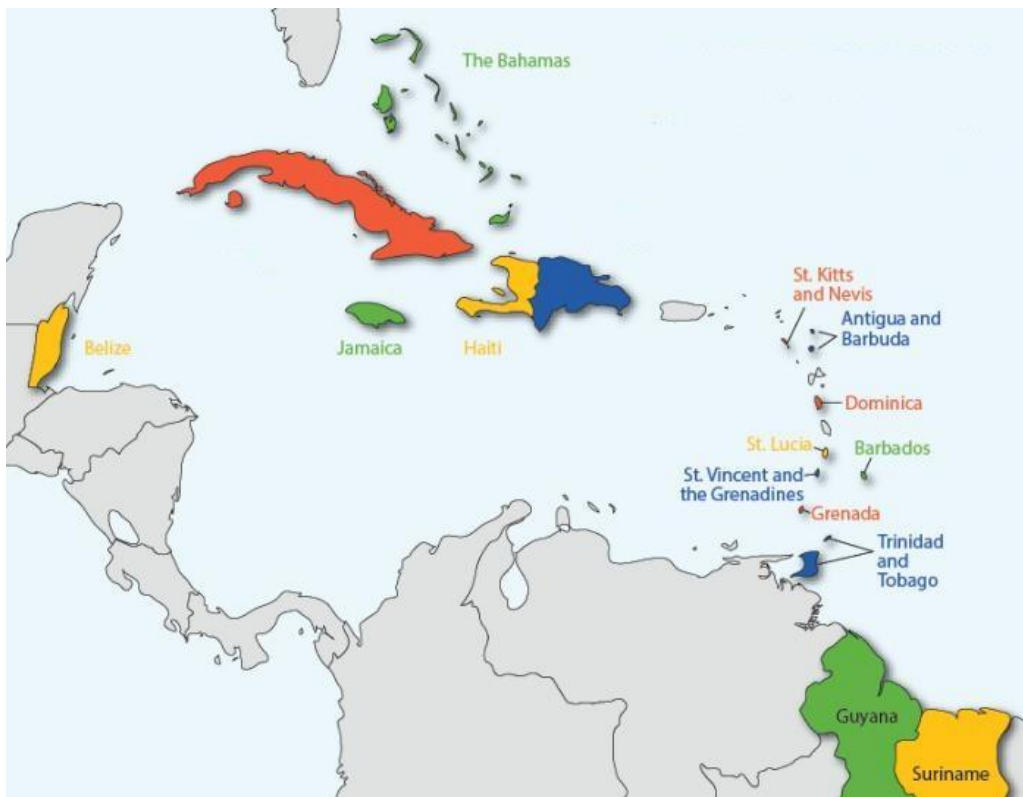 The Bahamas
St. Kitts
and Nevis
Antigua and
Barbuda
Belize
Jamaica
Haiti
Dominica
St. Lucia
Barbados
St. Vincent and
the Grenadines
Grenada
Trinidad
and
Tobago
Guyana
Suriname